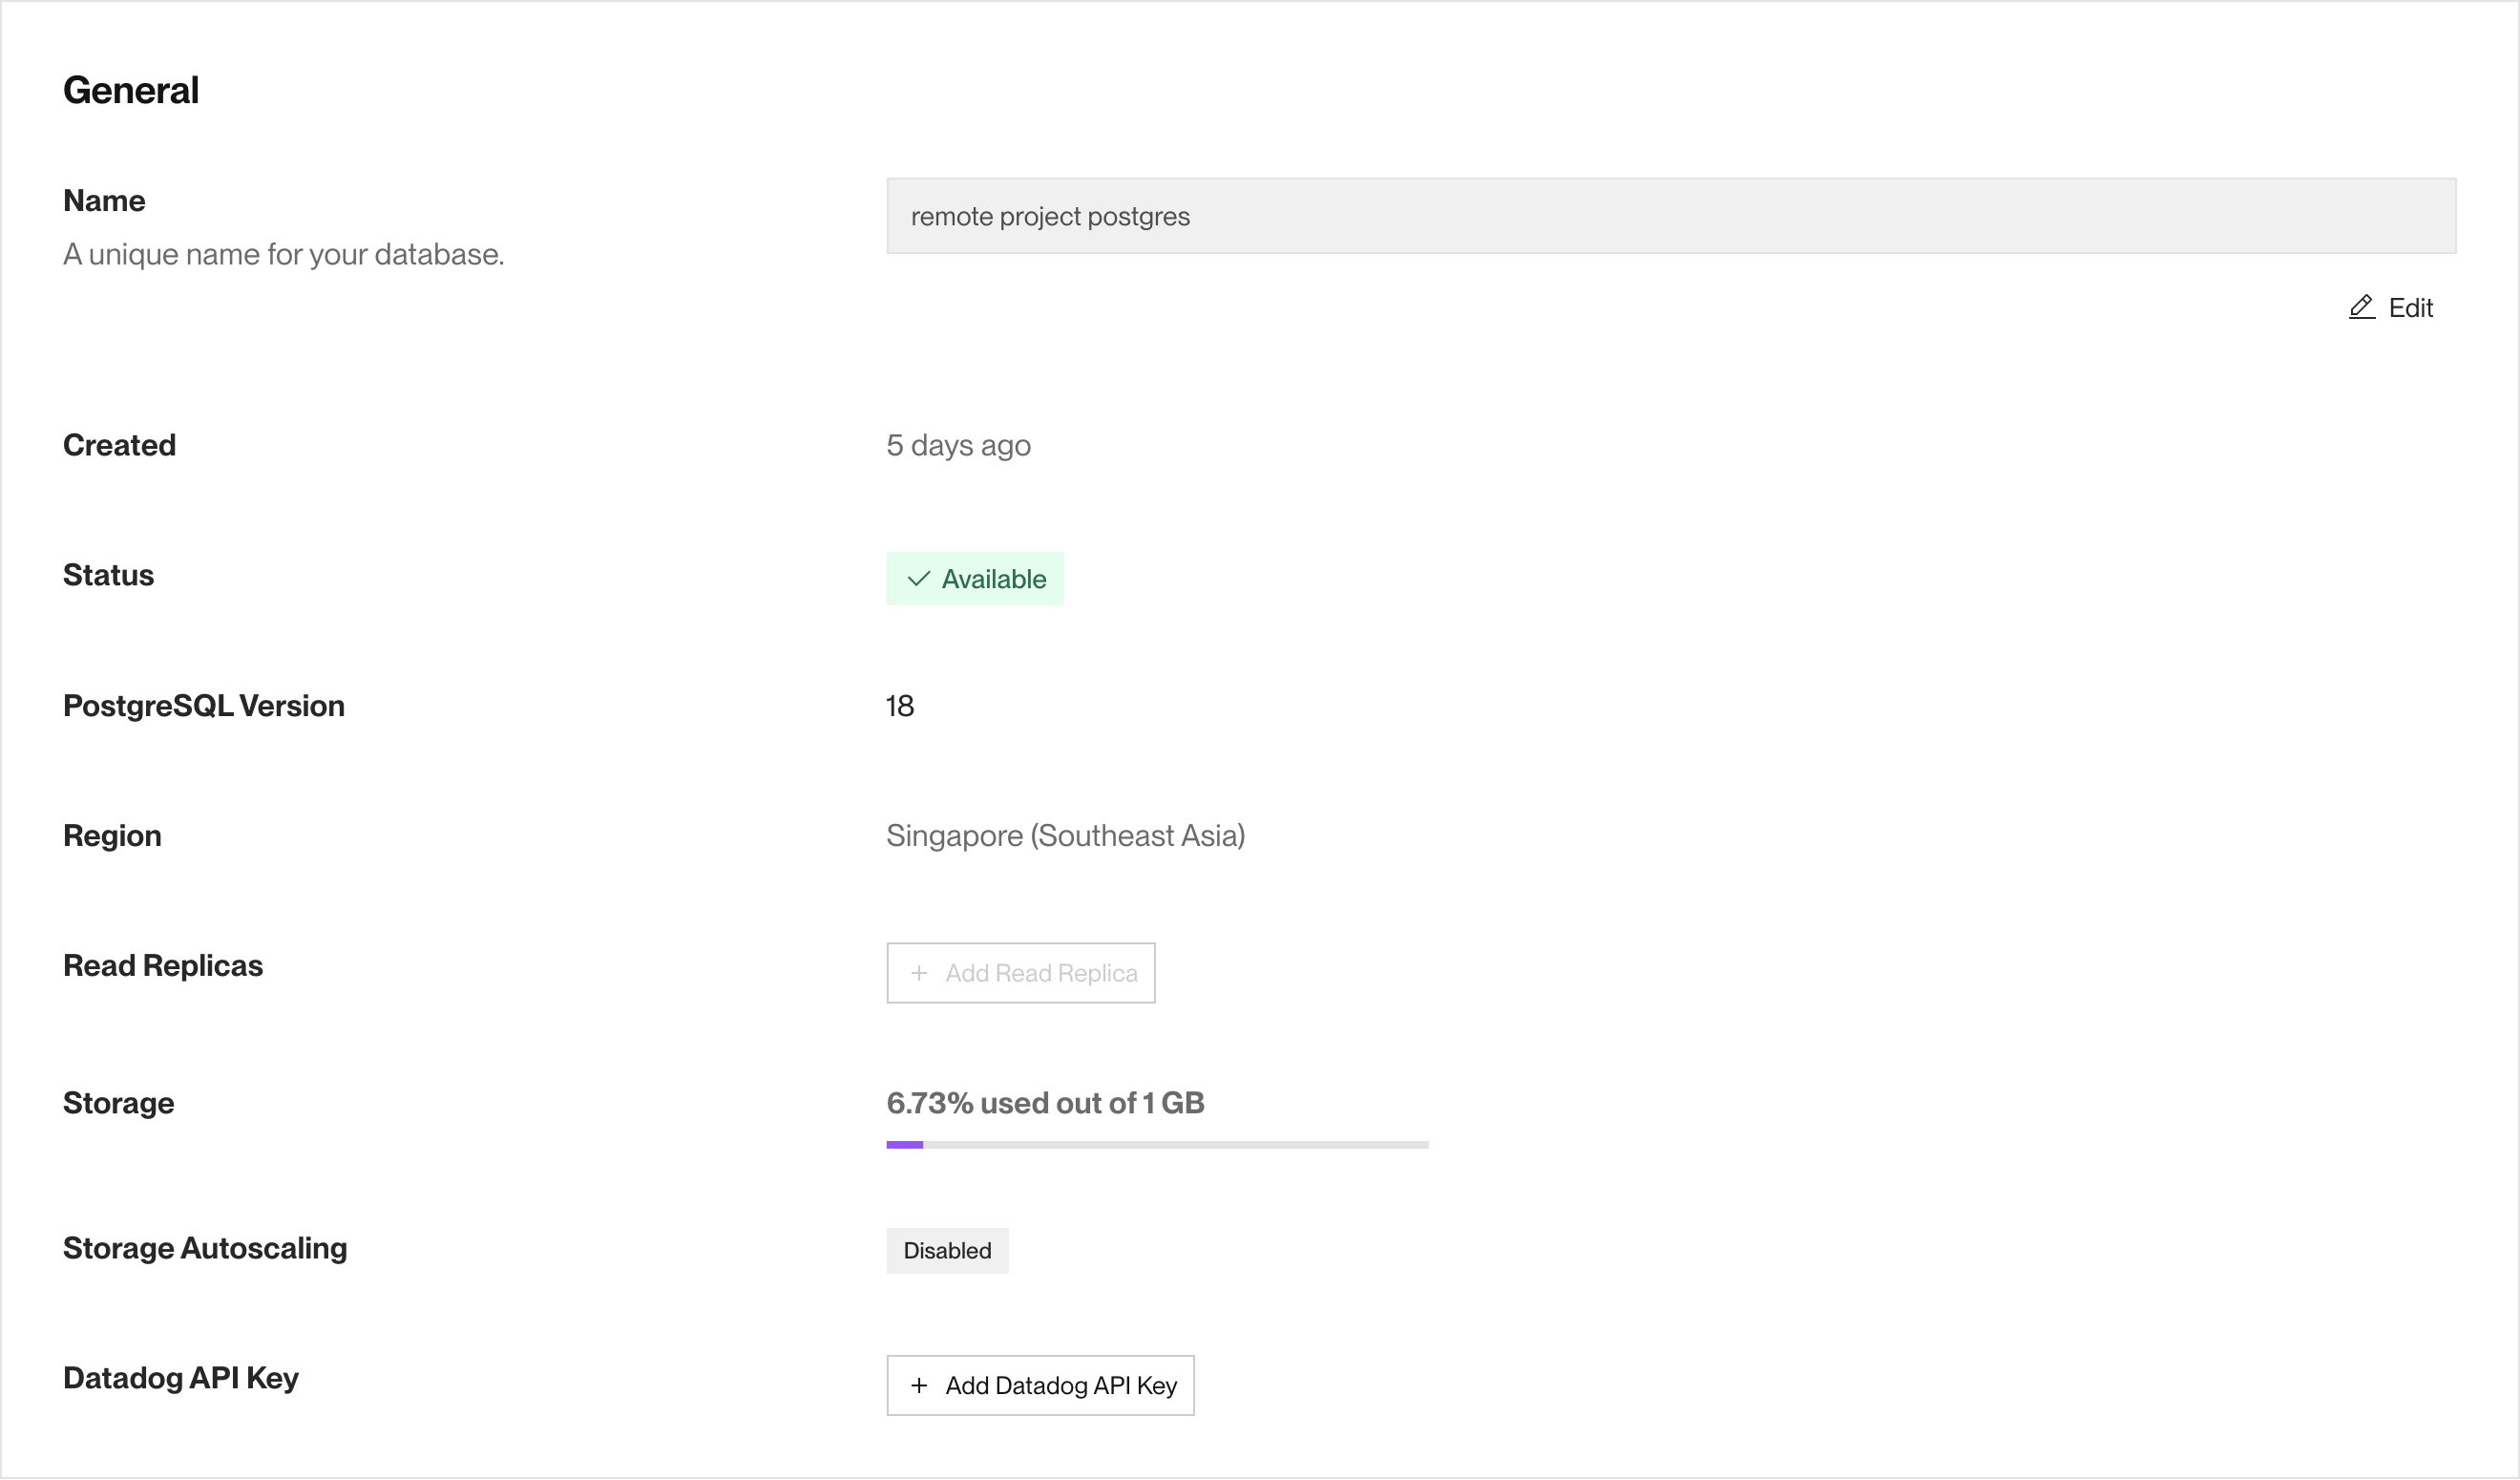 General
Name
remote project postgres
A unique name for your database.
Edit
Created
5 days ago
Status
Available
PostgreSQL Version
18
Region
Singapore (Southeast Asia)
Read Replicas
+ Add Read Replica
Storage
6.73% used out of 1 GB
Storage Autoscaling
Disabled
Datadog API Key
+ Add Datadog API Key